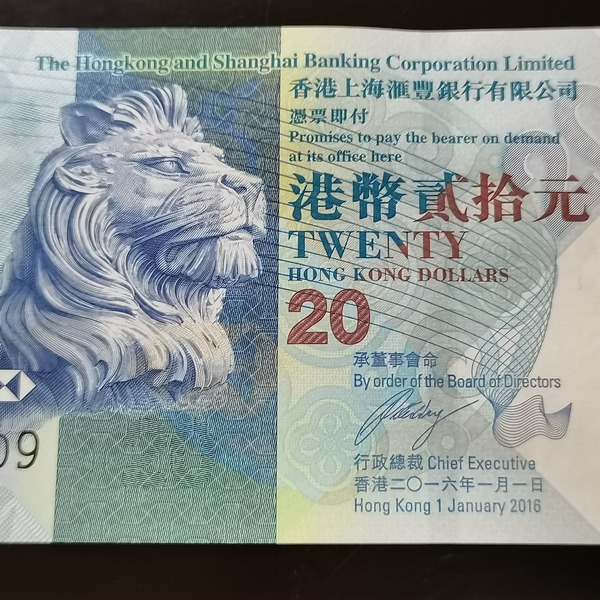 The Hongkong and Shanghai Banking Corporation Limited
香港上海滙豐銀行有限公司
憑票即付
Promises to pay the bearer on demand
at its office here
港幣貳拾元
TWENTY
HONG KONG DOLLARS
20
承董事會命
By order of the Board of Directors
行政總裁 Chief Executive
香港二〇一六年一月一日
Hong Kong 1 January 2016
09